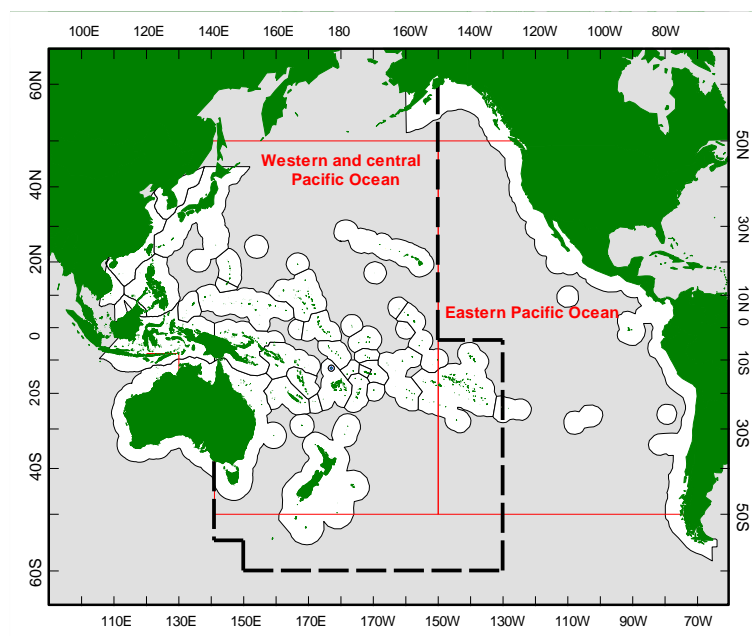 100E 120E 140E 160E 180 160W 140W 120W 100W 80W
60N
50N
Western and central
Pacific Ocean
40N
30N
20N
10N
Eastern Pacific Ocean
0
0
10S
20S
30S
40S
50S
60S
110E 130E 150E 170E 170W 150W 130W 110W 90W 70W